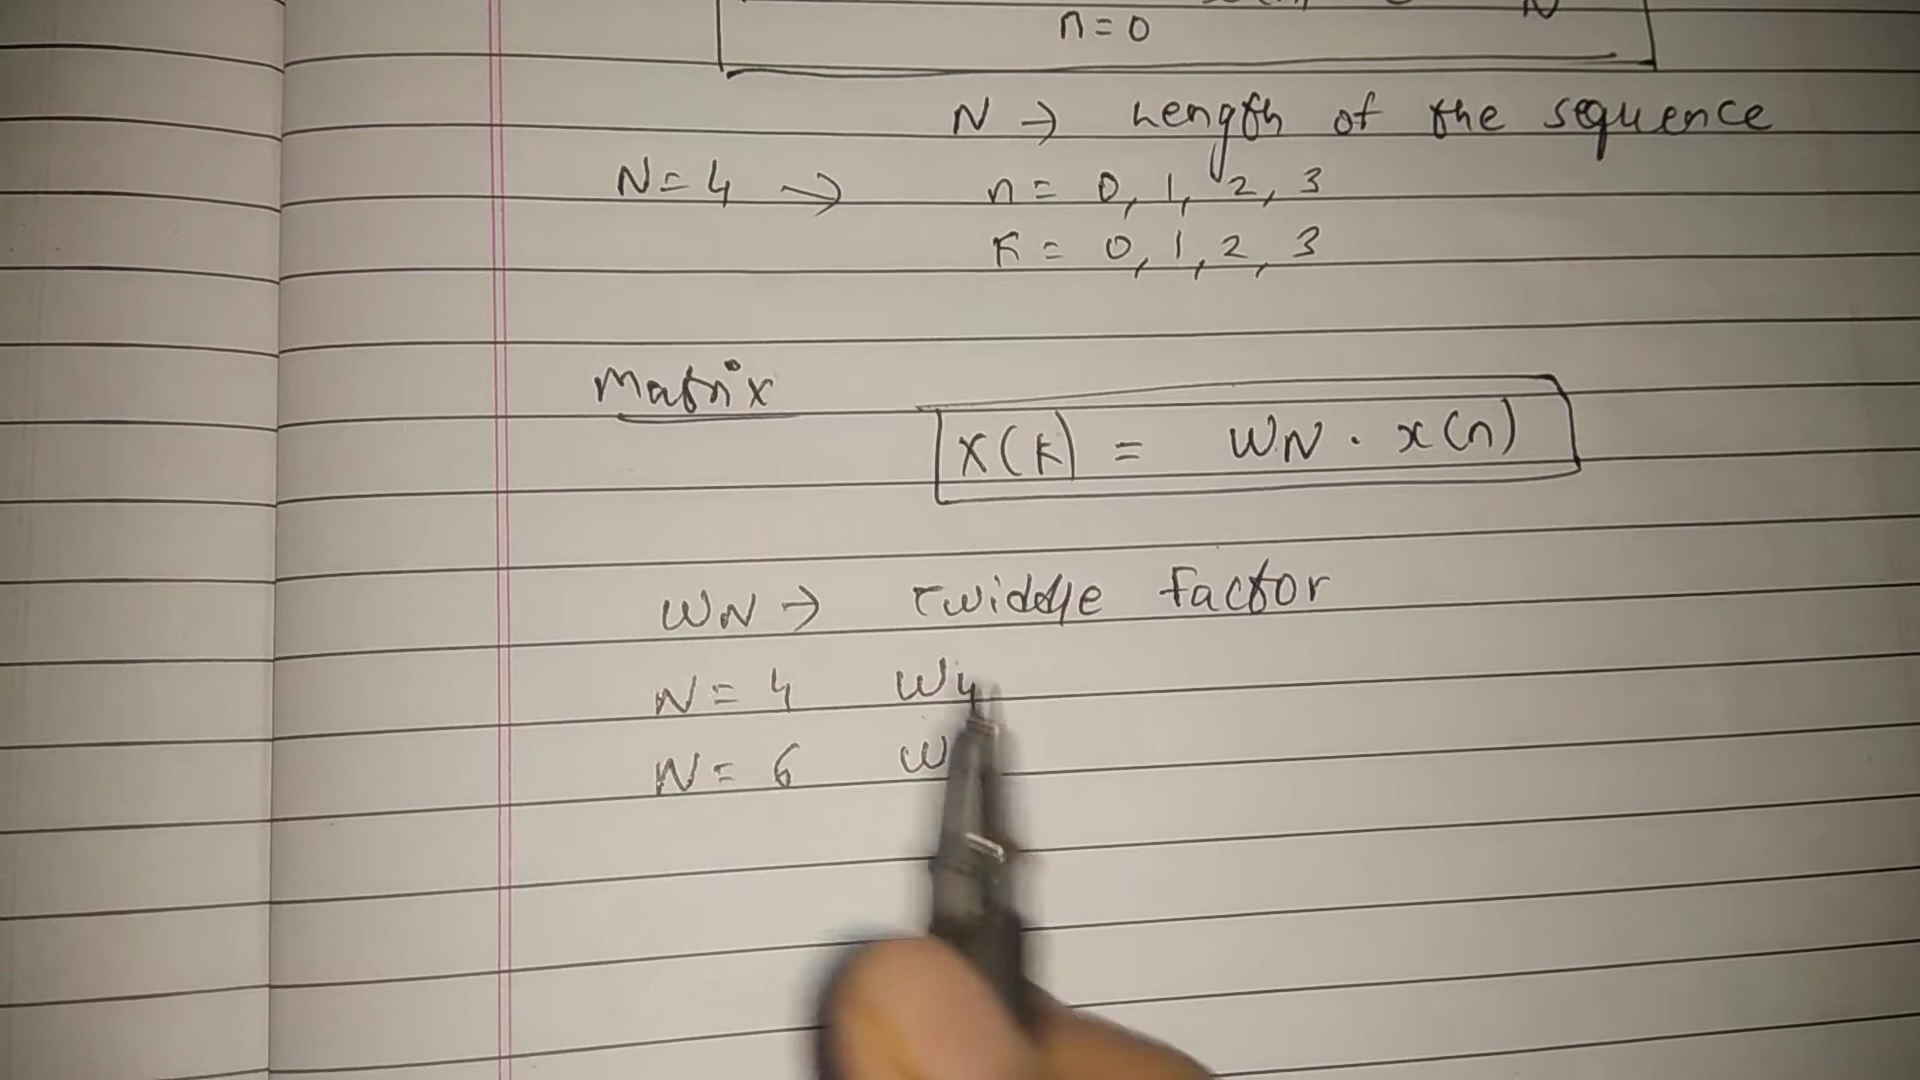 n = 0
N → Length of the sequence
N = 4 → n = 0, 1, 2, 3
K = 0, 1, 2, 3
Matrix
X(K) = WN . x(n)
WN → Twiddle factor
N = 4 W4
N = 6 W